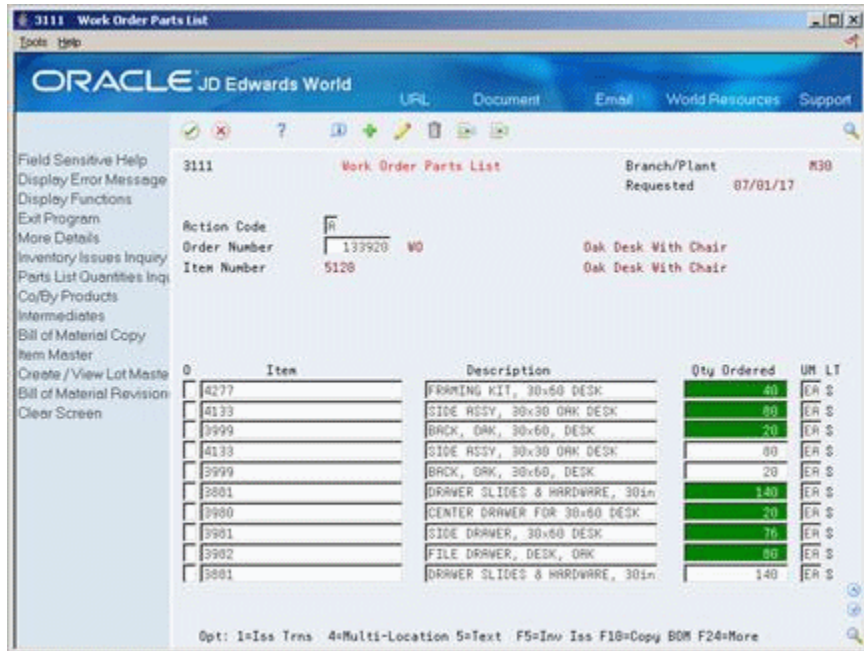 3111 Work Order Parts List
Tools Help
ORACLE JD Edwards World
URL Document Email World Resources Support
?
Field Sensitive Help
Display Error Message
Display Functions
Exit Program
More Details
Inventory Issues Inquiry
Parts List Quantities Inqu
Co/By Products
Intermediates
Bill of Material Copy
Item Master
Create / View Lot Maste
Bill of Material Revision
Clear Screen
3111 Work Order Parts List Branch/Plant M30
Requested 07/01/17
Action Code A
Order Number 133920 WO Oak Desk With Chair
Item Number 5120 Oak Desk With Chair
O Item Description Qty Ordered UM LT
4277 FRAMING KIT, 30x60 DESK 40 EA S
4133 SIDE ASSY, 30x30 OAK DESK 80 EA S
3999 BACK, OAK, 30x60, DESK 20 EA S
4133 SIDE ASSY, 30x30 OAK DESK 80 EA S
3999 BACK, OAK, 30x60, DESK 20 EA S
3801 DRAWER SLIDES & HARDWARE, 30in 140 EA S
3980 CENTER DRAWER FOR 30x60 DESK 20 EA S
3981 SIDE DRAWER, 30x60 DESK 76 EA S
3982 FILE DRAWER, DESK, OAK 80 EA S
3801 DRAWER SLIDES & HARDWARE, 30in 140 EA S
Opt: 1=Iss Trns 4=Multi-Location 5=Text F5=Inv Iss F18=Copy BOM F24=More